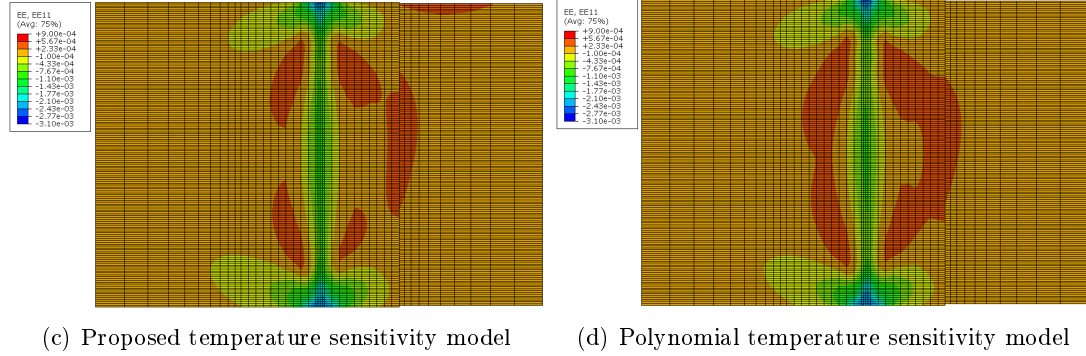 EE, EE11
(Avg: 75%)
+9.00e-04
+5.67e-04
+2.33e-04
-1.00e-04
-4.33e-04
-7.67e-04
-1.10e-03
-1.43e-03
-1.77e-03
-2.10e-03
-2.43e-03
-2.77e-03
-3.10e-03
EE, EE11
(Avg: 75%)
+9.00e-04
+5.67e-04
+2.33e-04
-1.00e-04
-4.33e-04
-7.67e-04
-1.10e-03
-1.43e-03
-1.77e-03
-2.10e-03
-2.43e-03
-2.77e-03
-3.10e-03
(c) Proposed temperature sensitivity model
(d) Polynomial temperature sensitivity model